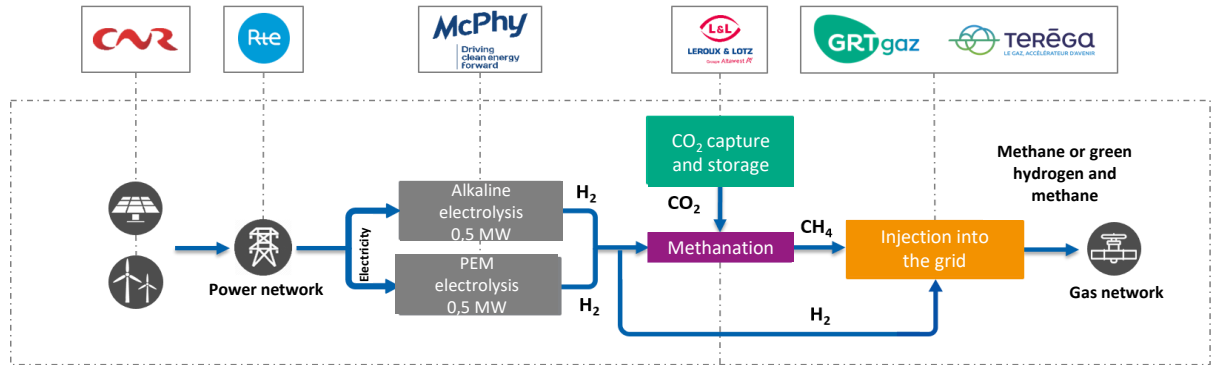 CNR
Rte
McPhy
Driving
clean energy
forward
L&L
LEROUX & LOTZ
Groupe Altawest
GRTgaz
TERĒGA
LE GAZ, ACCÉLÉRATEUR D'AVENIR
CO₂ capture
and storage
Methane or green
hydrogen and
methane
Alkaline
electrolysis
0,5 MW
H₂
CO₂
CH₄
Electricity
Methanation
Injection into
the grid
PEM
electrolysis
0,5 MW
H₂
Power network
Gas network
H₂